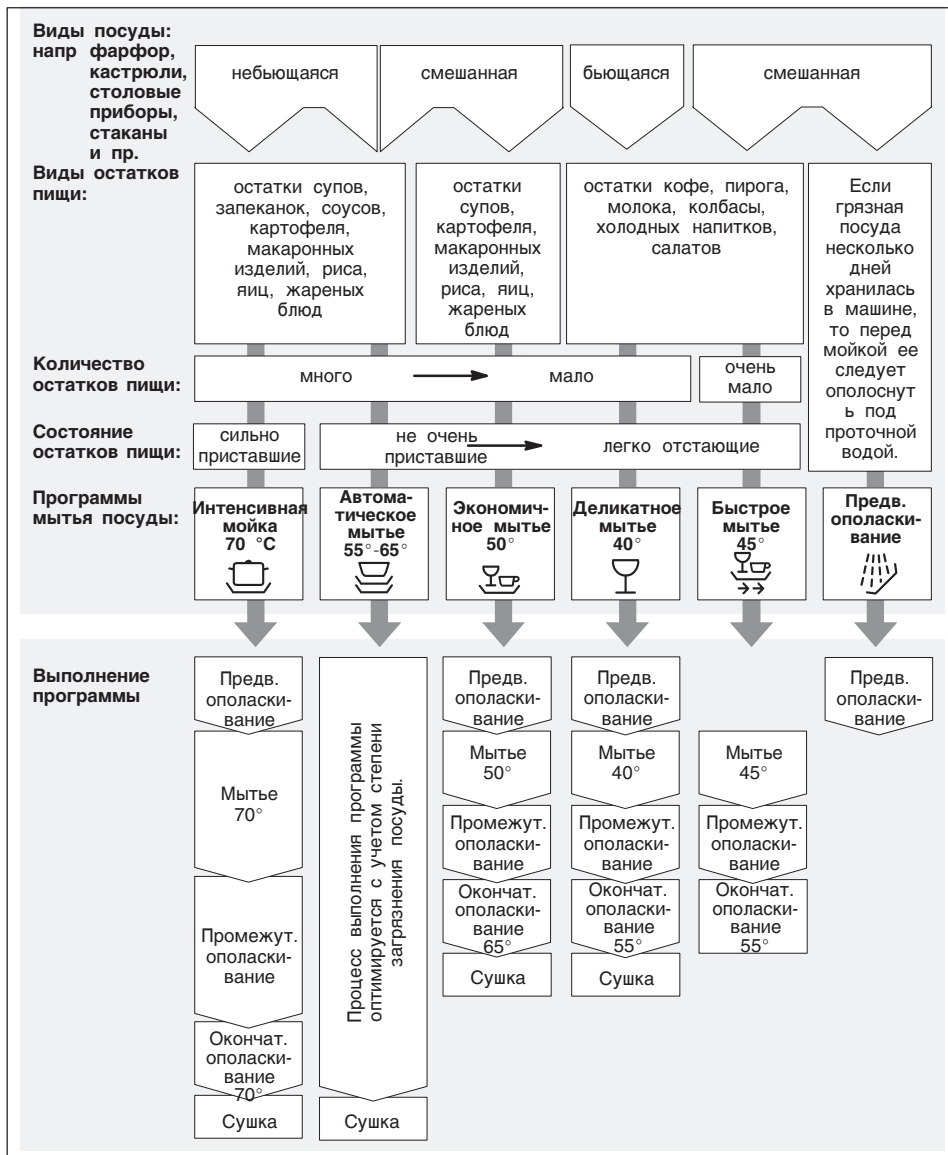 Виды посуды:
напр фарфор,
кастрюли,
столовые
приборы,
стаканы
и пр.
небьющаяся
смешанная
бьющаяся
смешанная
Виды остатков
пищи:
остатки супов,
запеканок, соусов,
картофеля,
макаронных
изделий, риса,
яиц, жареных
блюд
остатки
супов,
картофеля,
макаронных
изделий,
риса, яиц,
жареных
блюд
остатки кофе, пирога,
молока, колбасы,
холодных напитков,
салатов
Если
грязная
посуда
несколько
дней
хранилась
в машине,
то перед
мойкой ее
следует
ополоснут
ь под
проточной
водой.
Количество
остатков пищи:
много
мало
очень
мало
Состояние
остатков пищи:
сильно
приставшие
не очень
приставшие
легко отстающие
Программы
мытья посуды:
Интенсивная
мойка
70 °C
Автома-
тическое
мытье
55°-65°
Экономич-
ное мытье
50°
Деликатное
мытье
40°
Быстрое
мытье
45°
Предв.
ополаски-
вание
Выполнение
программы
Предв.
ополаски-
вание
Мытье
70°
Промежут.
ополаски-
вание
Окончат.
ополаски-
вание
70°
Сушка
Процесс выполнения программы
оптимируется с учетом степени
загрязнения посуды.
Сушка
Предв.
ополаски-
вание
Мытье
50°
Промежут.
ополаски-
вание
Окончат.
ополаски-
вание
65°
Сушка
Предв.
ополаски-
вание
Мытье
40°
Промежут.
ополаски-
вание
Окончат.
ополаски-
вание
55°
Сушка
Мытье
45°
Промежут.
ополаски-
вание
Окончат.
ополаски-
вание
55°
Предв.
ополаски-
вание